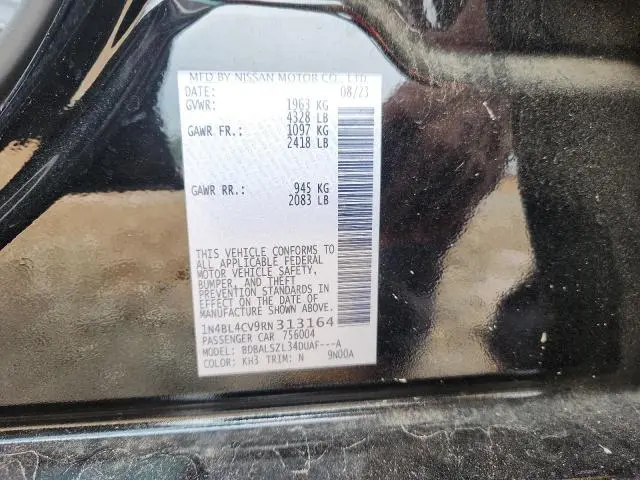 MFD BY NISSAN MOTOR CO., LTD.
DATE: 08/23
GVWR: 1963 KG
4328 LB
GAWR FR.: 1097 KG
2418 LB
GAWR RR.: 945 KG
2083 LB
THIS VEHICLE CONFORMS TO
ALL APPLICABLE FEDERAL
MOTOR VEHICLE SAFETY,
BUMPER, AND THEFT
PREVENTION STANDARDS IN
EFFECT ON THE DATE OF
MANUFACTURE SHOWN ABOVE.
1N4BL4CV9RN313164
PASSENGER CAR 756004
MODEL: BDBALSZL34DUAF---A
COLOR: KH3 TRIM: N 9N00A